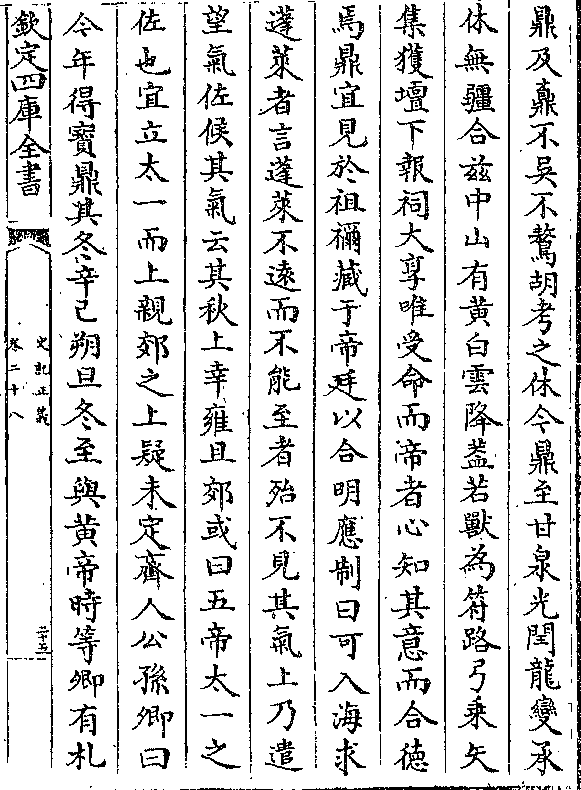 鼎及鼒不吳不驁胡考之休今鼎至甘泉光閏龍變承
休無疆合兹中山有黄白雲降葢若獸為符路弓乗矢
集獲壇下報祠大享唯受命而帝者心知其意而合德
焉鼎宜見於祖禰藏于帝廷以合明應制曰可入海求
蓬萊者言蓬萊不逺而不能至者殆不見其氣上乃遣
望氣佐候其氣云其秋上幸雍且郊或曰五帝太一之
佐也宜立太一而上親郊之上疑未定齊人公孫卿曰
今年得寳鼎其冬辛己朔旦冬至與黄帝時等卿有札
欽定四庫全書
史記正義
卷二十八
二十五